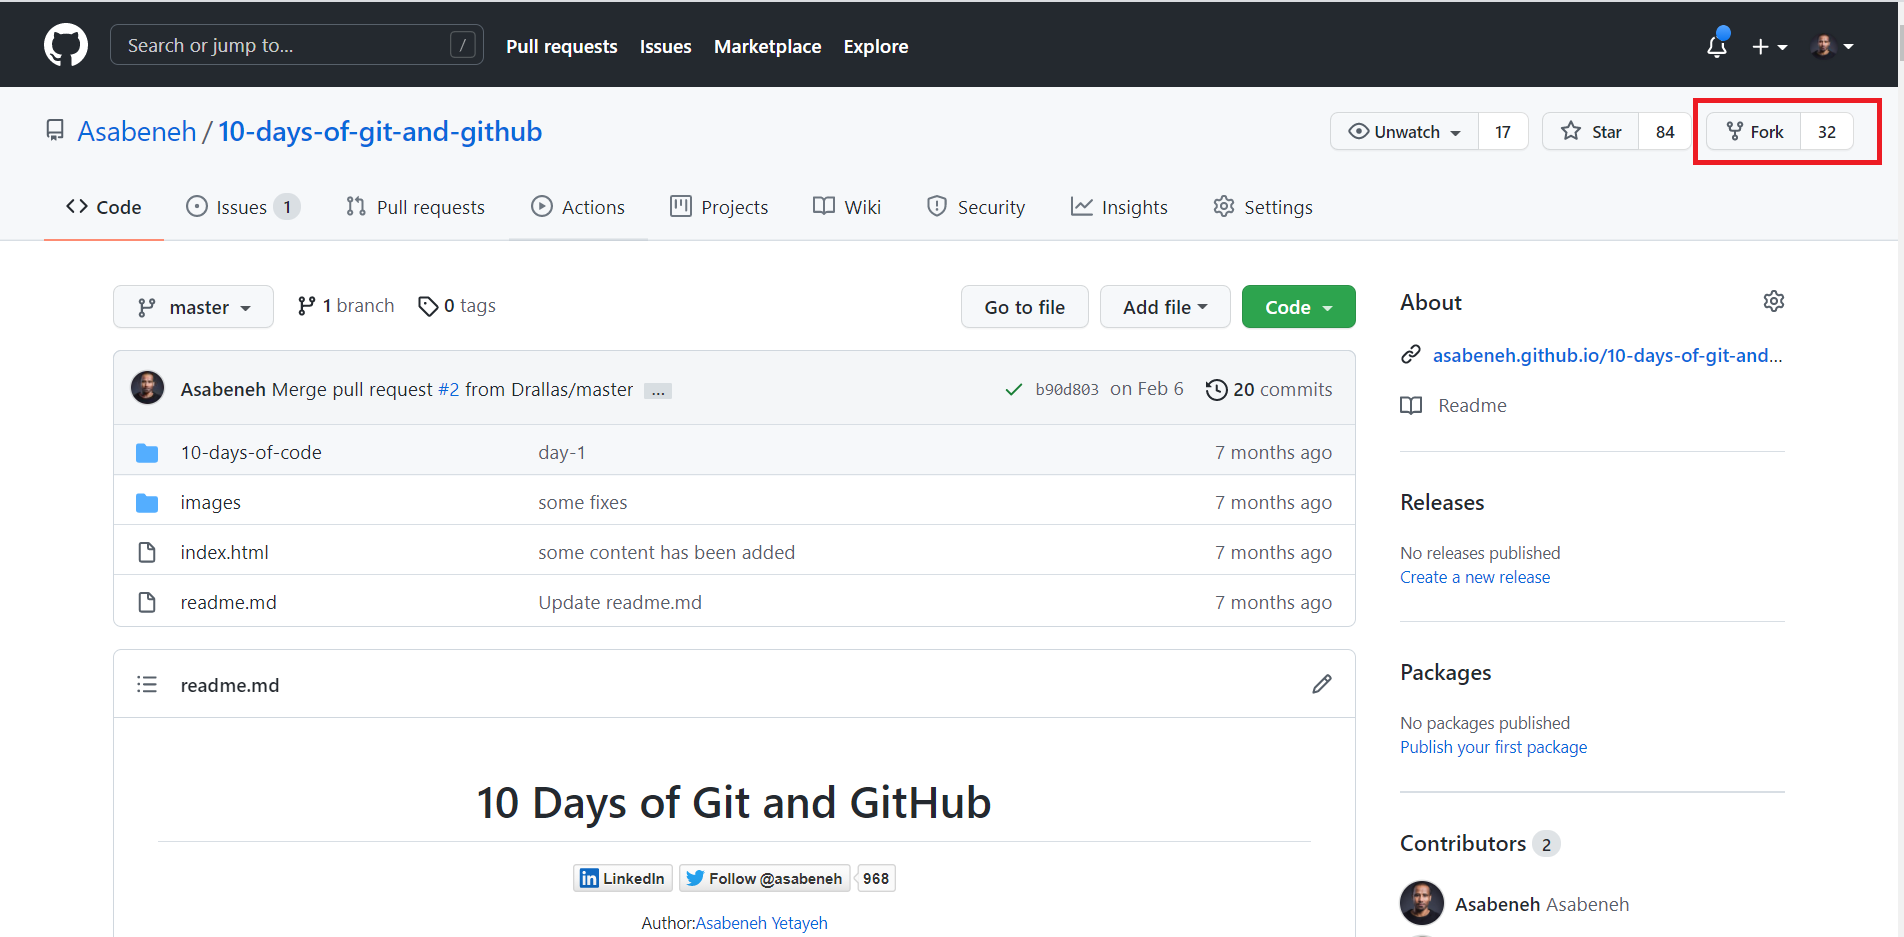 Search or jump to... / Pull requests Issues Marketplace Explore
Asabeneh / 10-days-of-git-and-github Unwatch 17 Star 84 Fork 32
Code Issues 1 Pull requests Actions Projects Wiki Security Insights Settings
master 1 branch 0 tags Go to file Add file Code
Asabeneh Merge pull request #2 from Drallas/master ... b90d803 on Feb 6 20 commits
10-days-of-code day-1 7 months ago
images some fixes 7 months ago
index.html some content has been added 7 months ago
readme.md Update readme.md 7 months ago
readme.md
10 Days of Git and GitHub
in LinkedIn Follow @asabeneh 968
Author:Asabeneh Yetayeh
About
asabeneh.github.io/10-days-of-git-and...
Readme
Releases
No releases published
Create a new release
Packages
No packages published
Publish your first package
Contributors 2
Asabeneh Asabeneh